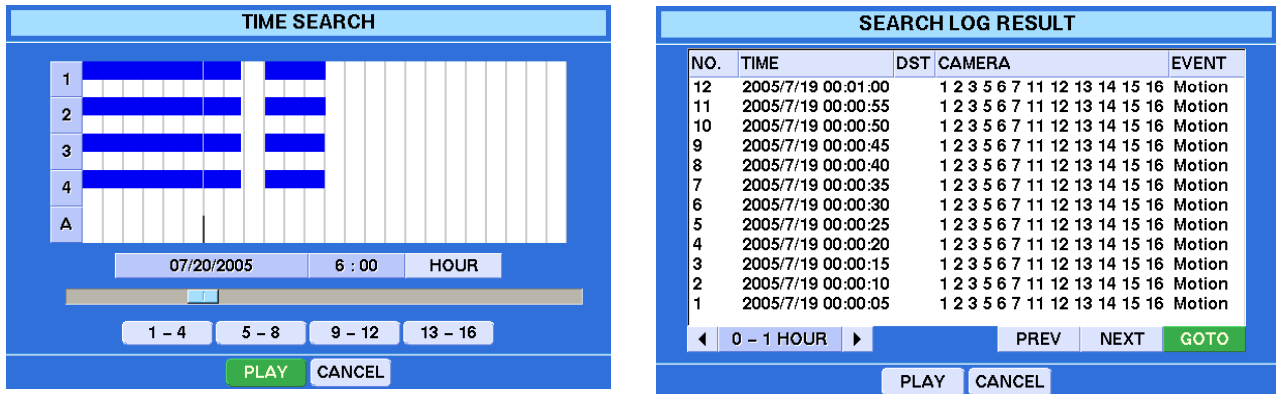 TIME SEARCH
1
2
3
4
A
07/20/2005 6 : 00 HOUR
1 – 4 5 – 8 9 – 12 13 – 16
PLAY CANCEL
SEARCH LOG RESULT
NO. TIME DST CAMERA EVENT
12 2005/7/19 00:01:00 1 2 3 5 6 7 11 12 13 14 15 16 Motion
11 2005/7/19 00:00:55 1 2 3 5 6 7 11 12 13 14 15 16 Motion
10 2005/7/19 00:00:50 1 2 3 5 6 7 11 12 13 14 15 16 Motion
9 2005/7/19 00:00:45 1 2 3 5 6 7 11 12 13 14 15 16 Motion
8 2005/7/19 00:00:40 1 2 3 5 6 7 11 12 13 14 15 16 Motion
7 2005/7/19 00:00:35 1 2 3 5 6 7 11 12 13 14 15 16 Motion
6 2005/7/19 00:00:30 1 2 3 5 6 7 11 12 13 14 15 16 Motion
5 2005/7/19 00:00:25 1 2 3 5 6 7 11 12 13 14 15 16 Motion
4 2005/7/19 00:00:20 1 2 3 5 6 7 11 12 13 14 15 16 Motion
3 2005/7/19 00:00:15 1 2 3 5 6 7 11 12 13 14 15 16 Motion
2 2005/7/19 00:00:10 1 2 3 5 6 7 11 12 13 14 15 16 Motion
1 2005/7/19 00:00:05 1 2 3 5 6 7 11 12 13 14 15 16 Motion
0 – 1 HOUR PREV NEXT GOTO
PLAY CANCEL